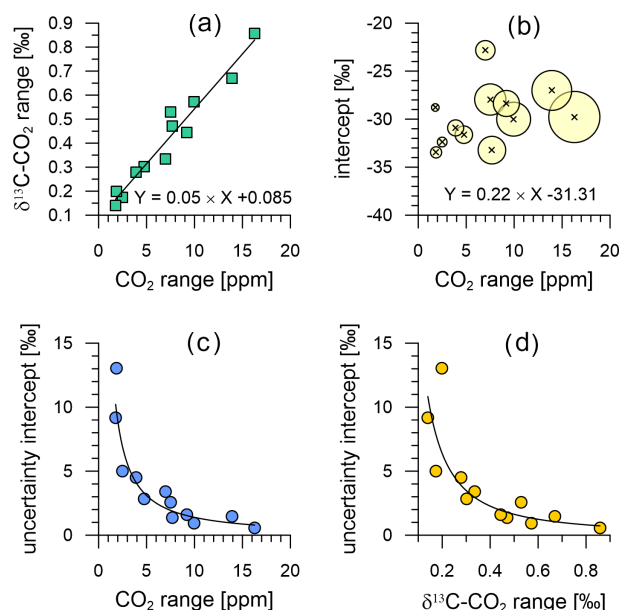 (a)
δ¹³C-CO₂ range [‰]
0.9
0.8
0.7
0.6
0.5
0.4
0.3
0.2
0.1
Y = 0.05 × X +0.085
0 5 10 15 20
CO₂ range [ppm]
(b)
intercept [‰]
-20
-25
-30
-35
-40
Y = 0.22 × X -31.31
0 5 10 15 20
CO₂ range [ppm]
(c)
uncertainty intercept [‰]
15
10
5
0
0 5 10 15 20
CO₂ range [ppm]
(d)
uncertainty intercept [‰]
15
10
5
0
0.2 0.4 0.6 0.8
δ¹³C-CO₂ range [‰]